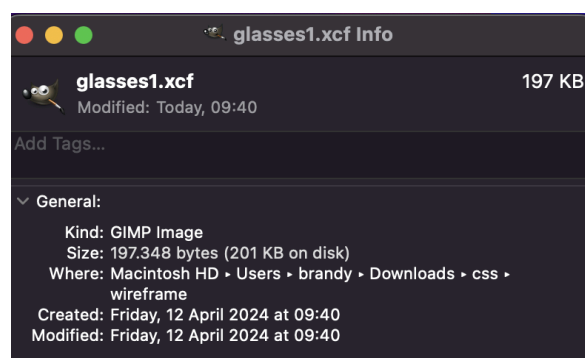 glasses1.xcf Info
glasses1.xcf 197 KB
Modified: Today, 09:40
Add Tags...
General:
Kind: GIMP Image
Size: 197.348 bytes (201 KB on disk)
Where: Macintosh HD ▸ Users ▸ brandy ▸ Downloads ▸ css ▸
wireframe
Created: Friday, 12 April 2024 at 09:40
Modified: Friday, 12 April 2024 at 09:40